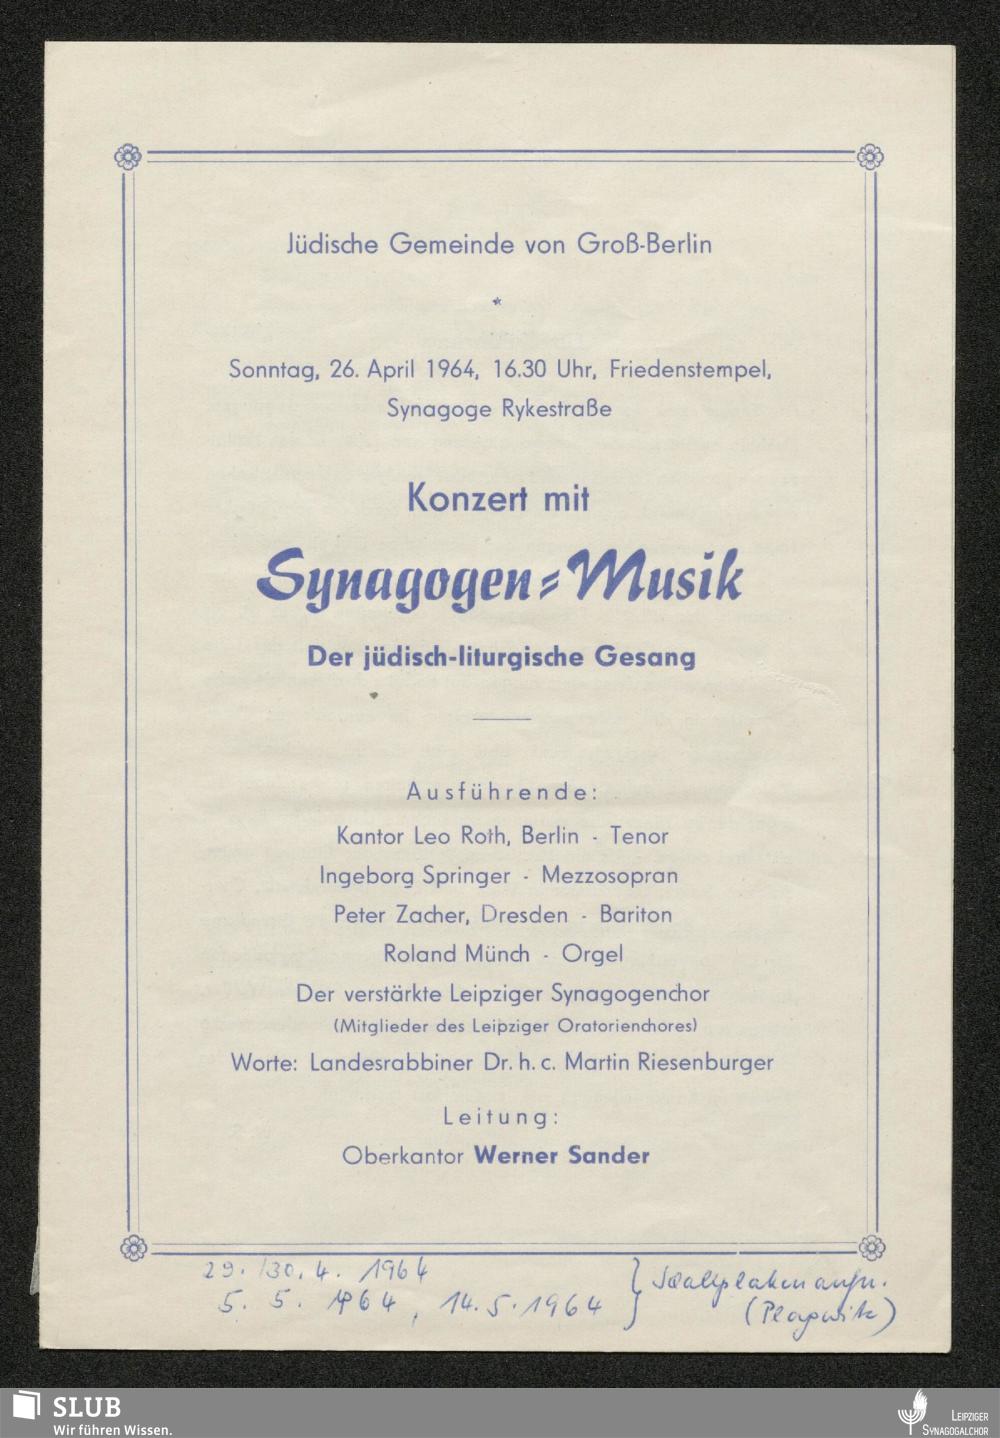 Jüdische Gemeinde von Groß-Berlin
*
Sonntag, 26. April 1964, 16.30 Uhr, Friedenstempel,
Synagoge Rykestraße
Konzert mit
Synagogen-Musik
Der jüdisch-liturgische Gesang
Ausführende:
Kantor Leo Roth, Berlin - Tenor
Ingeborg Springer - Mezzosopran
Peter Zacher, Dresden - Bariton
Roland Münch - Orgel
Der verstärkte Leipziger Synagogenchor
(Mitglieder des Leipziger Oratorienchores)
Worte: Landesrabbiner Dr. h. c. Martin Riesenburger
Leitung:
Oberkantor Werner Sander
29. /30. 4. 1964 } Schallplattenaufn.
5. 5. 1964, 14. 5. 1964 (Plagwitz)
SLUB
Wir führen Wissen.
LEIPZIGER
SYNAGOGALCHOR